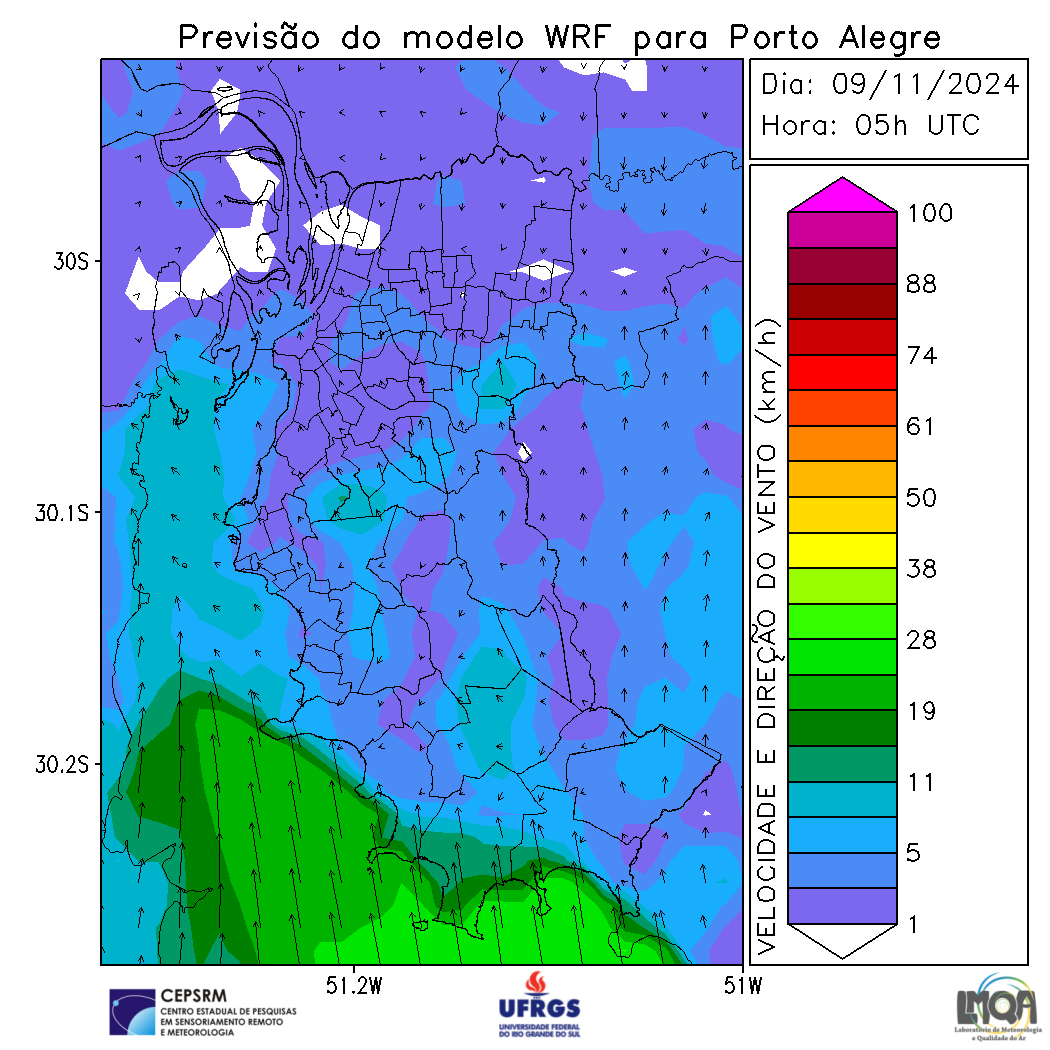 Previsão do modelo WRF para Porto Alegre
Dia: 09/11/2024
Hora: 05h UTC
30S
30.1S
30.2S
51.2W
51W
VELOCIDADE E DIREÇÃO DO VENTO (km/h)
100
88
74
61
50
38
28
19
11
5
1
CEPSRM
CENTRO ESTADUAL DE PESQUISAS
EM SENSORIAMENTO REMOTO
E METEOROLOGIA
UFRGS
UNIVERSIDADE FEDERAL
DO RIO GRANDE DO SUL
LMQA
Laboratório de Meteorologia
e Qualidade do Ar